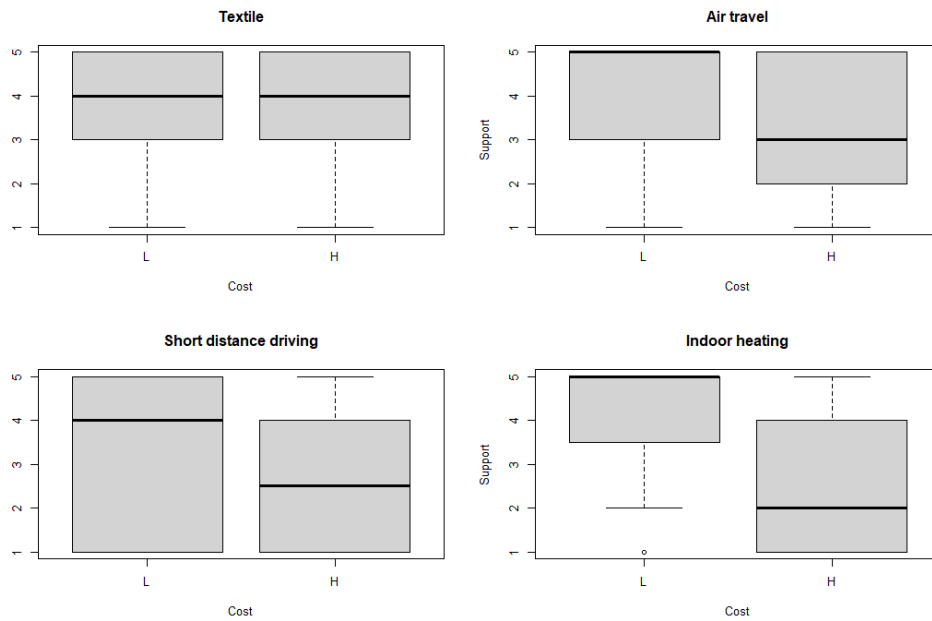 Textile
5
4
3
2
1
L H
Cost
Air travel
Support
5
4
3
2
1
L H
Cost
Short distance driving
5
4
3
2
1
L H
Cost
Indoor heating
Support
5
4
3
2
1
L H
Cost